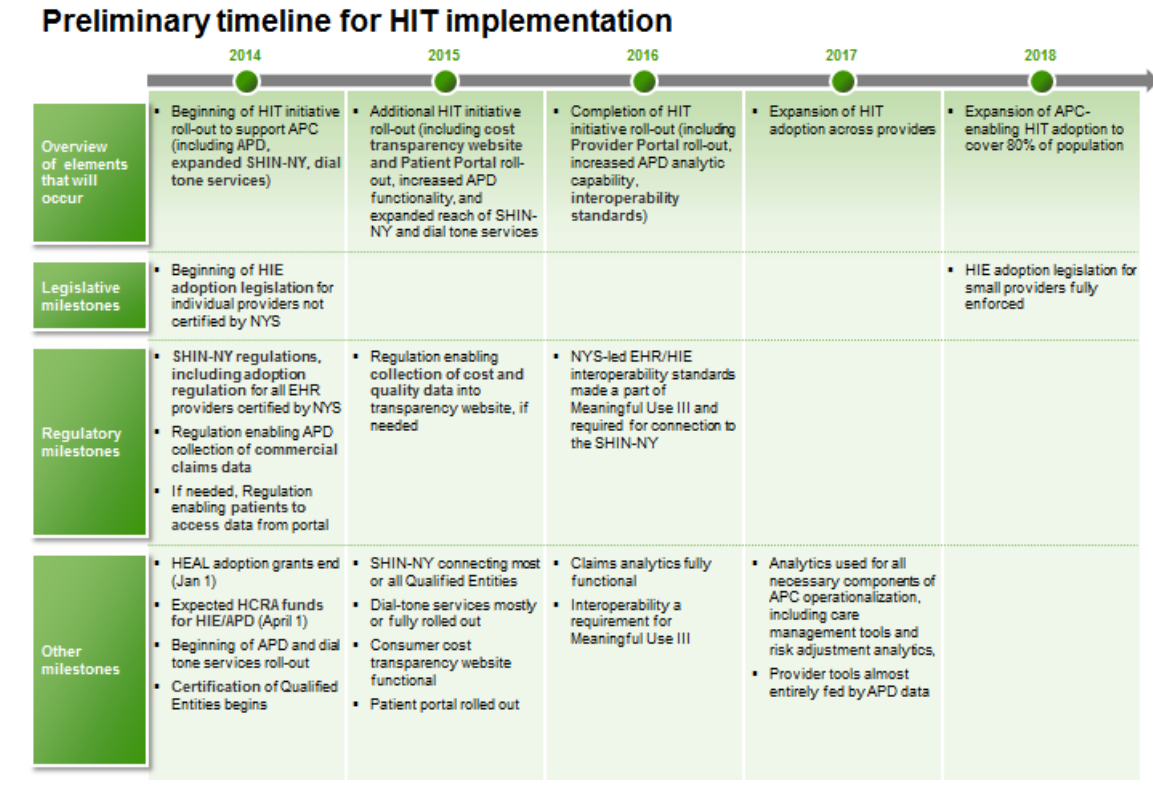 Preliminary timeline for HIT implementation
2014
2015
2016
2017
2018
Overview
of elements
that will
occur
▪ Beginning of HIT initiative
roll-out to support APC
(including APD,
expanded SHIN-NY, dial
tone services)
▪ Additional HIT initiative
roll-out (including cost
transparency website
and Patient Portal roll-
out, increased APD
functionality, and
expanded reach of SHIN-
NY and dial tone services
▪ Completion of HIT
initiative roll-out (including
Provider Portal roll-out,
increased APD analytic
capability,
interoperability
standards)
▪ Expansion of HIT
adoption across providers
▪ Expansion of APC-
enabling HIT adoption to
cover 80% of population
Legislative
milestones
▪ Beginning of HIE
adoption legislation for
individual providers not
certified by NYS
▪ HIE adoption legislation for
small providers fully
enforced
Regulatory
milestones
▪ SHIN-NY regulations,
including adoption
regulation for all EHR
providers certified by NYS
▪ Regulation enabling APD
collection of commercial
claims data
▪ If needed, Regulation
enabling patients to
access data from portal
▪ Regulation enabling
collection of cost and
quality data into
transparency website, if
needed
▪ NYS-led EHR/HIE
interoperability standards
made a part of
Meaningful Use III and
required for connection to
the SHIN-NY
Other
milestones
▪ HEAL adoption grants end
(Jan 1)
▪ Expected HCRA funds
for HIE/APD (April 1)
▪ Beginning of APD and dial
tone services roll-out
▪ Certification of Qualified
Entities begins
▪ SHIN-NY connecting most
or all Qualified Entities
▪ Dial-tone services mostly
or fully rolled out
▪ Consumer cost
transparency website
functional
▪ Patient portal rolled out
▪ Claims analytics fully
functional
▪ Interoperability a
requirement for
Meaningful Use III
▪ Analytics used for all
necessary components of
APC operationalization,
including care
management tools and
risk adjustment analytics,
▪ Provider tools almost
entirely fed by APD data